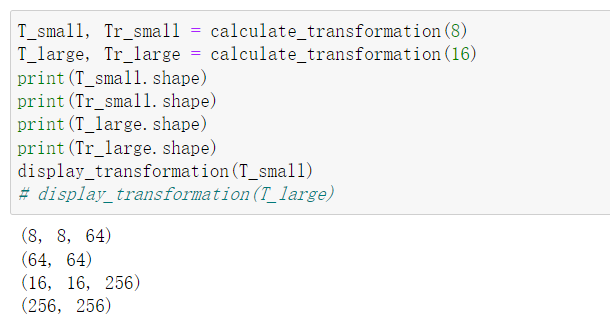 T_small, Tr_small = calculate_transformation(8)
T_large, Tr_large = calculate_transformation(16)
print(T_small.shape)
print(Tr_small.shape)
print(T_large.shape)
print(Tr_large.shape)
display_transformation(T_small)
# display_transformation(T_large)
(8, 8, 64)
(64, 64)
(16, 16, 256)
(256, 256)